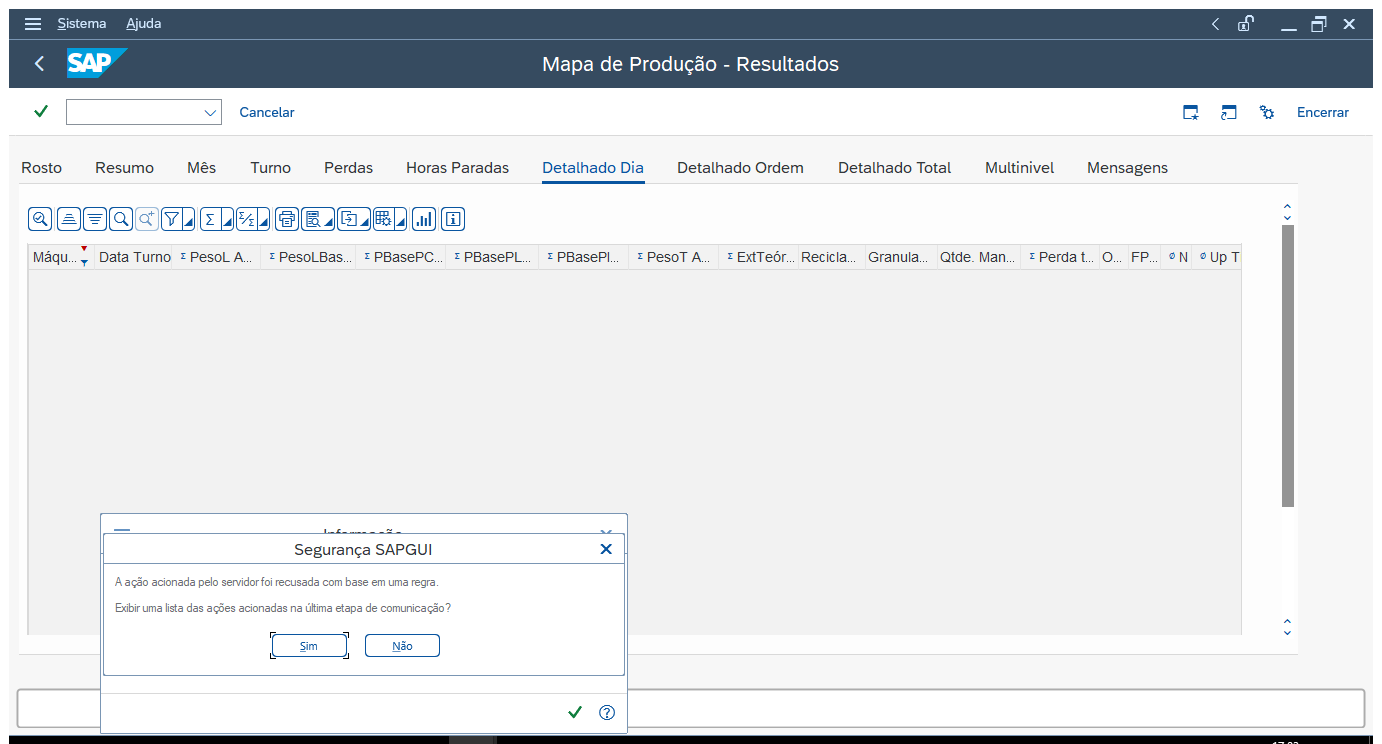 Sistema Ajuda
SAP Mapa de Produção - Resultados
Cancelar Encerrar
Rosto Resumo Mês Turno Perdas Horas Paradas Detalhado Dia Detalhado Ordem Detalhado Total Multinivel Mensagens
Máqu... Data Turno Σ PesoL A... Σ PesoLBas... Σ PBasePC... Σ PBasePL... Σ PBasePI... Σ PesoT A... Σ ExtTeór... Recicla... Granula... Qtde. Man... Σ Perda t... O... FP... Ø N Ø Up T
Informação
Segurança SAPGUI
A ação acionada pelo servidor foi recusada com base em uma regra.
Exibir uma lista das ações acionadas na última etapa de comunicação?
Sim Não